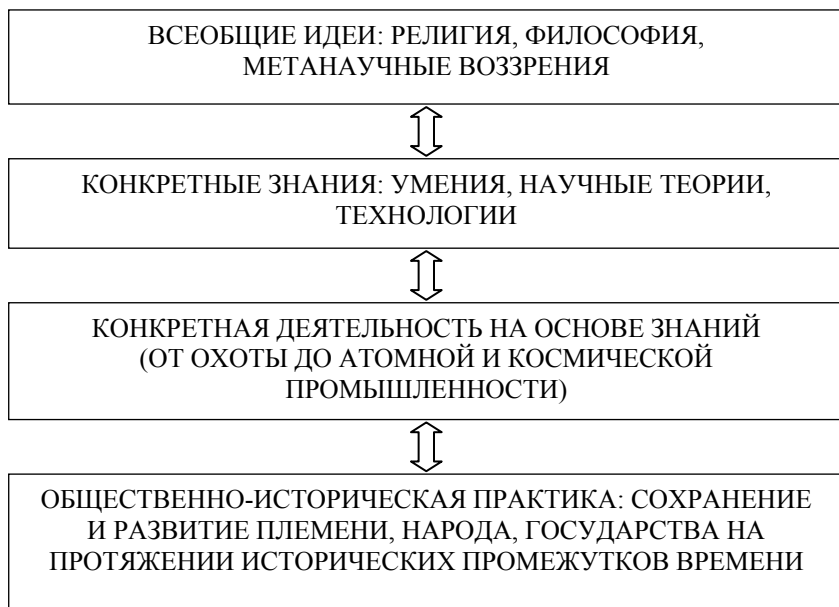 ВСЕОБЩИЕ ИДЕИ: РЕЛИГИЯ, ФИЛОСОФИЯ,
МЕТАНАУЧНЫЕ ВОЗЗРЕНИЯ
КОНКРЕТНЫЕ ЗНАНИЯ: УМЕНИЯ, НАУЧНЫЕ ТЕОРИИ,
ТЕХНОЛОГИИ
КОНКРЕТНАЯ ДЕЯТЕЛЬНОСТЬ НА ОСНОВЕ ЗНАНИЙ
(ОТ ОХОТЫ ДО АТОМНОЙ И КОСМИЧЕСКОЙ
ПРОМЫШЛЕННОСТИ)
ОБЩЕСТВЕННО-ИСТОРИЧЕСКАЯ ПРАКТИКА: СОХРАНЕНИЕ
И РАЗВИТИЕ ПЛЕМЕНИ, НАРОДА, ГОСУДАРСТВА НА
ПРОТЯЖЕНИИ ИСТОРИЧЕСКИХ ПРОМЕЖУТКОВ ВРЕМЕНИ